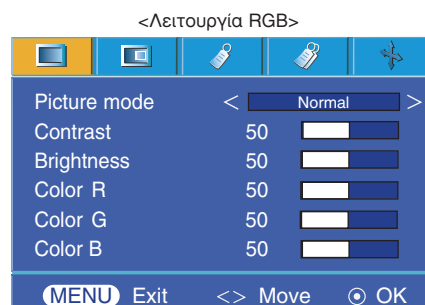 <Λειτουργία RGB>
Picture mode < Normal >
Contrast 50
Brightness 50
Color R 50
Color G 50
Color B 50
MENU Exit <> Move ⊙ OK